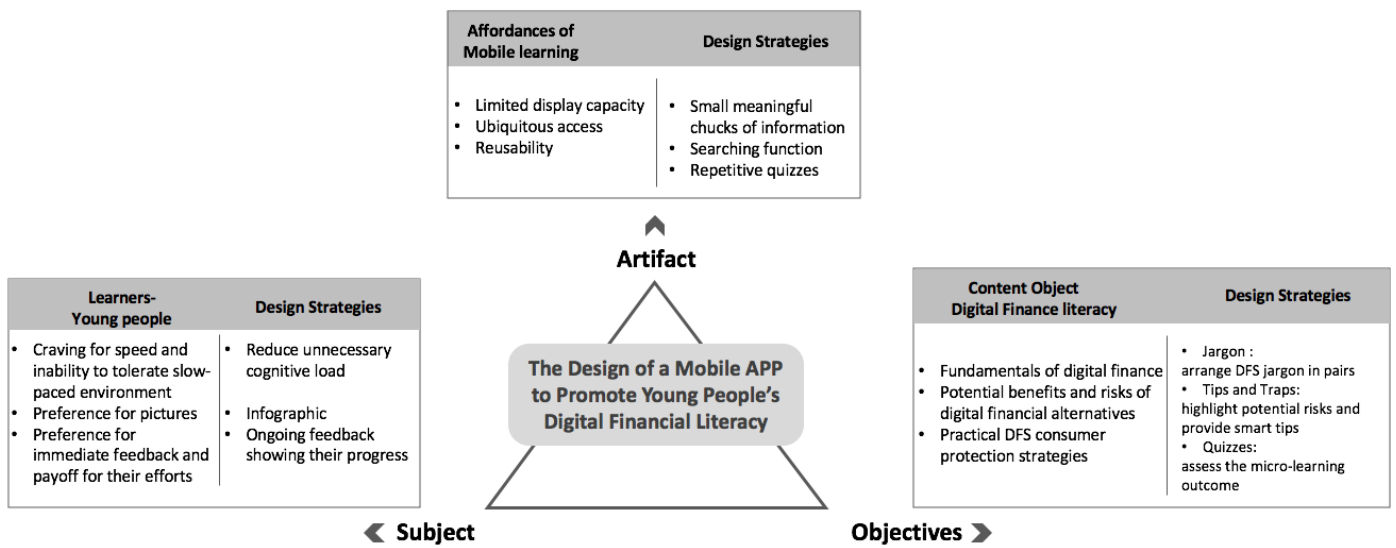 Affordances of
Mobile learning
Design Strategies
• Limited display capacity
• Ubiquitous access
• Reusability
• Small meaningful
chucks of information
• Searching function
• Repetitive quizzes
Artifact
Learners-
Young people
Design Strategies
• Craving for speed and
inability to tolerate slow-
paced environment
• Preference for pictures
• Preference for
immediate feedback and
payoff for their efforts
• Reduce unnecessary
cognitive load
• Infographic
• Ongoing feedback
showing their progress
The Design of a Mobile APP
to Promote Young People's
Digital Financial Literacy
Content Object
Digital Finance literacy
Design Strategies
• Fundamentals of digital finance
• Potential benefits and risks of
digital financial alternatives
• Practical DFS consumer
protection strategies
• Jargon :
arrange DFS jargon in pairs
• Tips and Traps:
highlight potential risks and
provide smart tips
• Quizzes:
assess the micro-learning
outcome
Subject
Objectives